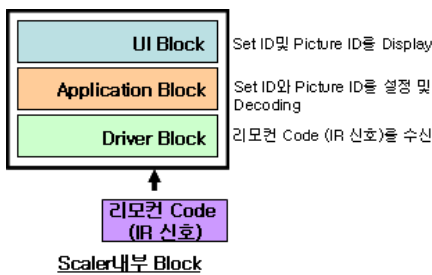 UI Block
Set ID및 Picture ID를 Display
Application Block
Set ID와 Picture ID를 설정 및
Decoding
Driver Block
리모컨 Code (IR 신호)를 수신
리모컨 Code
(IR 신호)
Scaler내부 Block